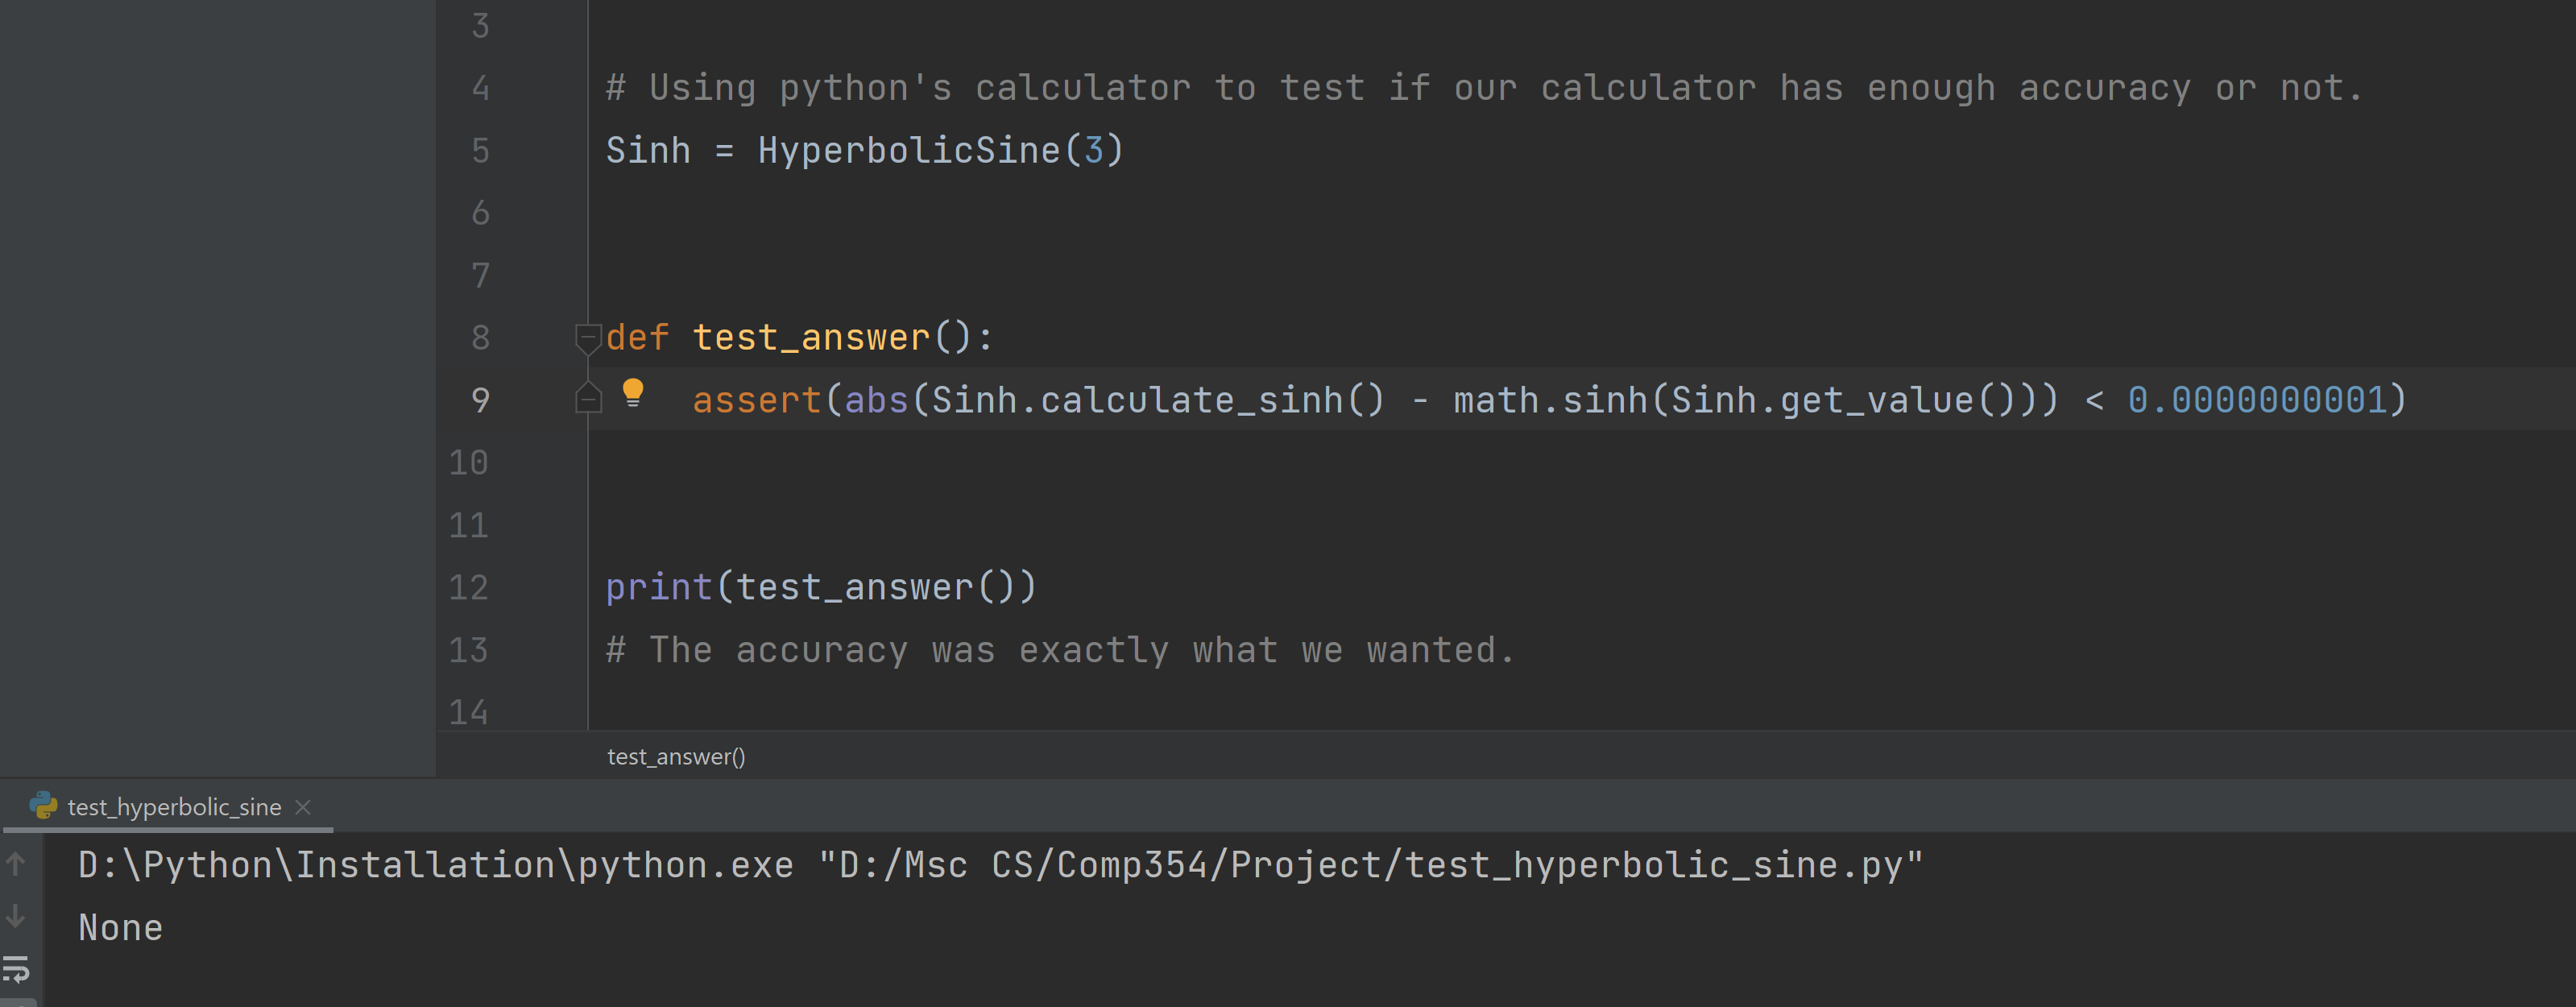 3
4 # Using python's calculator to test if our calculator has enough accuracy or not.
5 Sinh = HyperbolicSine(3)
6
7
8 def test_answer():
9 assert(abs(Sinh.calculate_sinh() - math.sinh(Sinh.get_value())) < 0.0000000001)
10
11
12 print(test_answer())
13 # The accuracy was exactly what we wanted.
14
test_answer()
test_hyperbolic_sine
D:\Python\Installation\python.exe "D:/Msc CS/Comp354/Project/test_hyperbolic_sine.py"
None